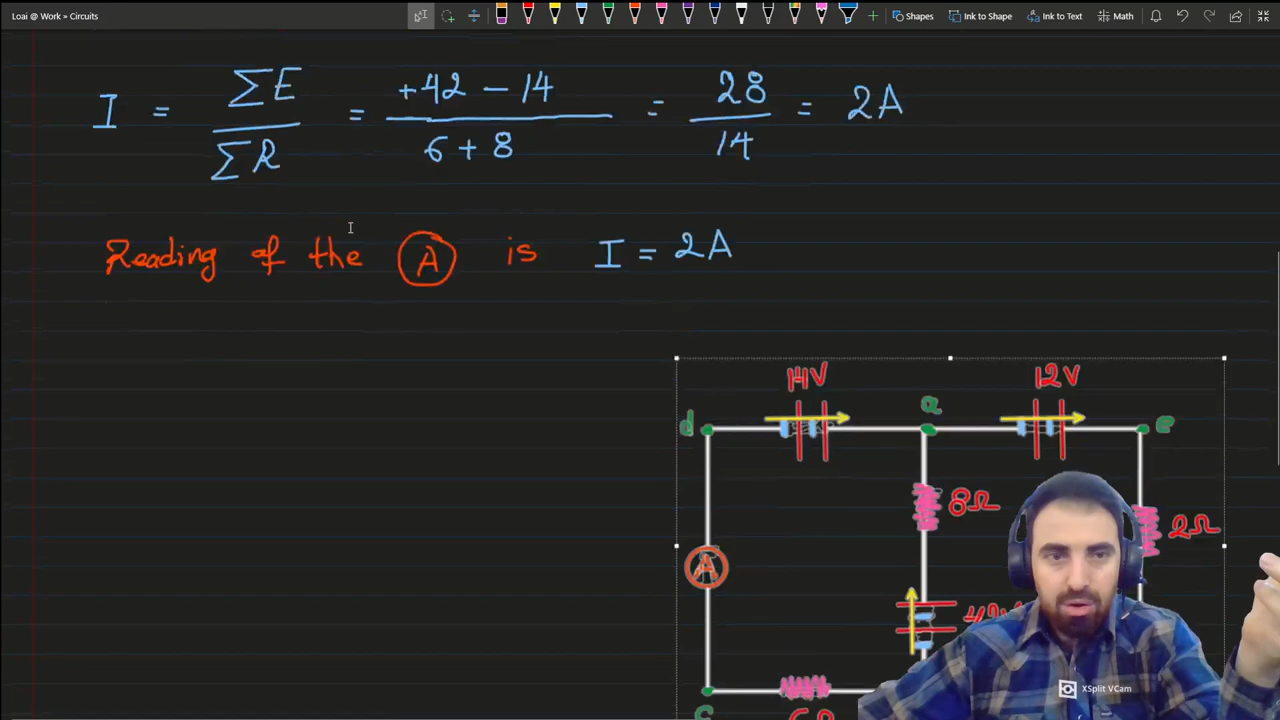 Loai @ Work » Circuits
Shapes
Ink to Shape
Ink to Text
Math
I = ΣE / ΣR = +42 − 14 / 6 + 8 = 28 / 14 = 2A
Reading of the A is I = 2A
14V
12V
d
a
e
8Ω
2Ω
A
c
XSplit VCam